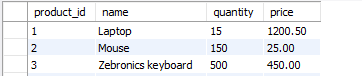 product_id name quantity price
1 Laptop 15 1200.50
2 Mouse 150 25.00
3 Zebronics keyboard 500 450.00